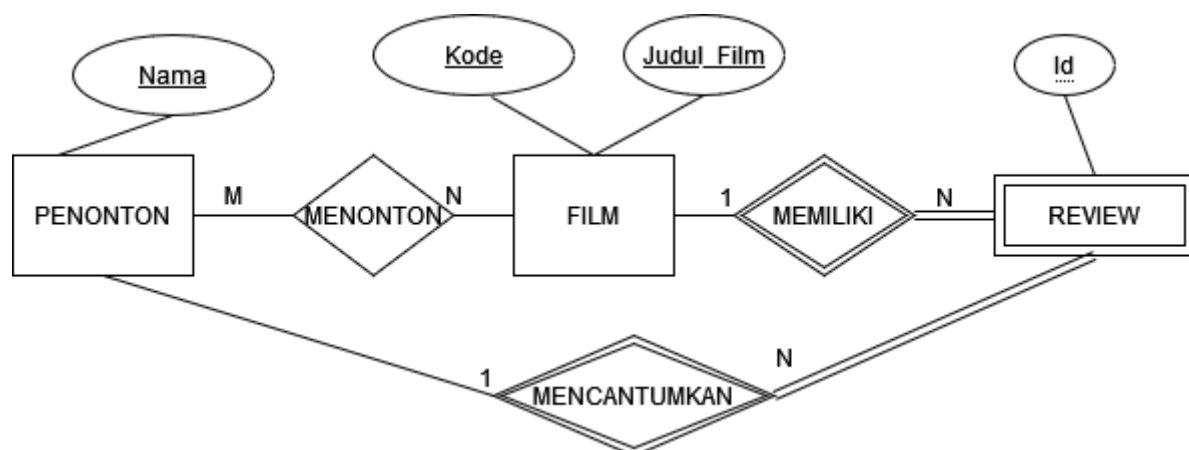 Nama
Kode
Judul_Film
Id
PENONTON
M
MENONTON
N
FILM
1
MEMILIKI
N
REVIEW
1
MENCANTUMKAN
N